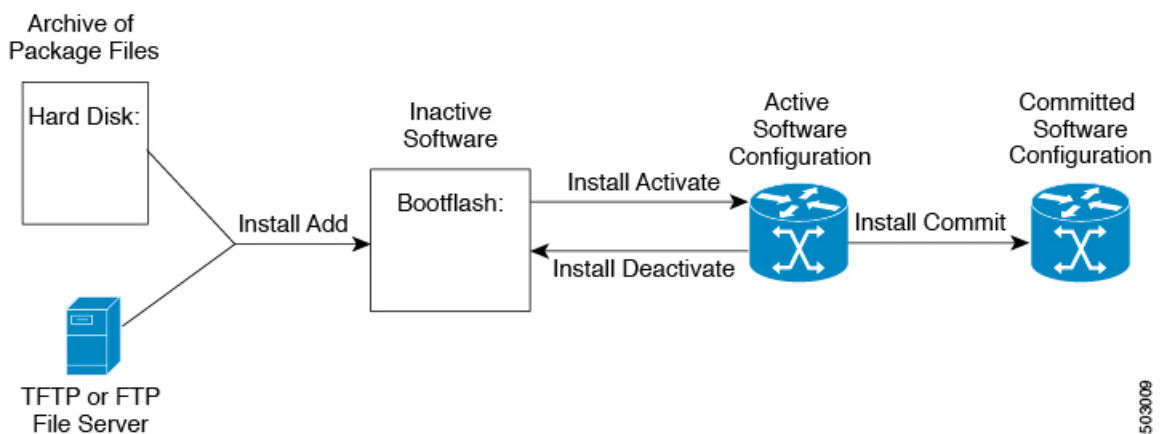 Archive of
Package Files
Hard Disk:
Inactive
Software
Bootflash:
Active
Software
Configuration
Committed
Software
Configuration
Install Add
Install Activate
Install Deactivate
Install Commit
TFTP or FTP
File Server
503009